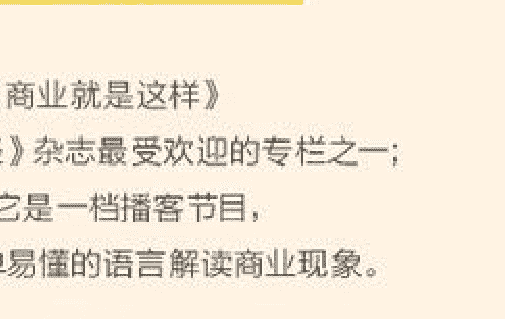 商业就是这样》
》杂志最受欢迎的专栏之一;
它是一档播客节目，
易懂的语言解读商业现象。